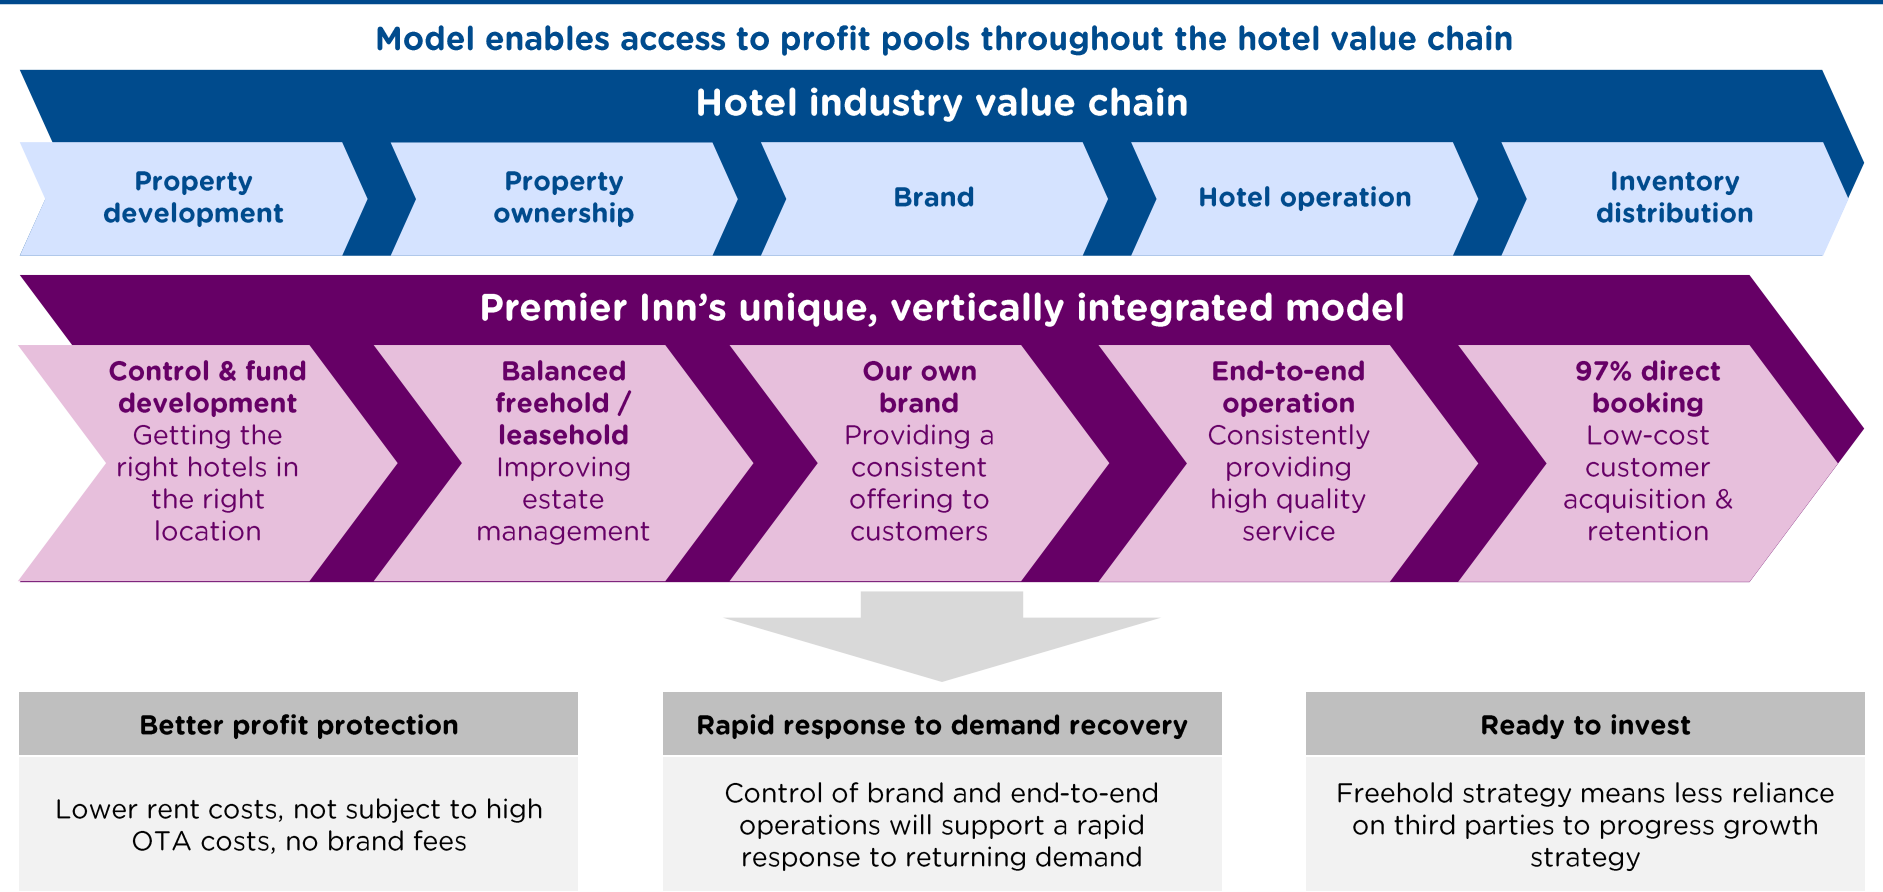 Model enables access to profit pools throughout the hotel value chain
Hotel industry value chain
Property
development
Property
ownership
Brand
Hotel operation
Inventory
distribution
Premier Inn’s unique, vertically integrated model
Control & fund
development
Getting the
right hotels in
the right
location
Balanced
freehold /
leasehold
Improving
estate
management
Our own
brand
Providing a
consistent
offering to
customers
End-to-end
operation
Consistently
providing
high quality
service
97% direct
booking
Low-cost
customer
acquisition &
retention
Better profit protection
Lower rent costs, not subject to high
OTA costs, no brand fees
Rapid response to demand recovery
Control of brand and end-to-end
operations will support a rapid
response to returning demand
Ready to invest
Freehold strategy means less reliance
on third parties to progress growth
strategy